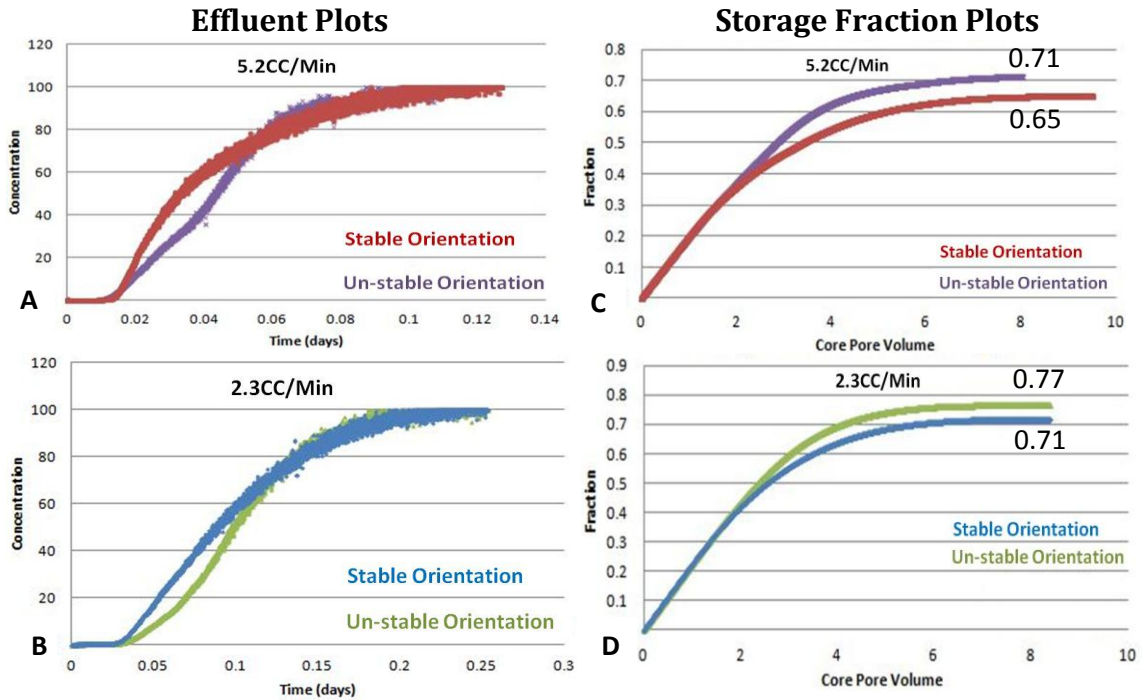 Effluent Plots
Storage Fraction Plots
120
100
80
60
40
20
0
0.02
0.04
0.06
0.08
0.1
0.12
0.14
Concentration
Time (days)
5.2CC/Min
Stable Orientation
Un-stable Orientation
A
0.8
0.7
0.6
0.5
0.4
0.3
0.2
0.1
0
2
4
6
8
10
Fraction
Core Pore Volume
5.2CC/Min
0.71
0.65
Stable Orientation
Un-stable Orientation
C
120
100
80
60
40
20
0
0.05
0.1
0.15
0.2
0.25
0.3
Concentration
Time (days)
2.3CC/Min
Stable Orientation
Un-stable Orientation
B
0.9
0.8
0.7
0.6
0.5
0.4
0.3
0.2
0.1
0
2
4
6
8
10
Fraction
Core Pore Volume
2.3CC/Min
0.77
0.71
Stable Orientation
Un-stable Orientation
D